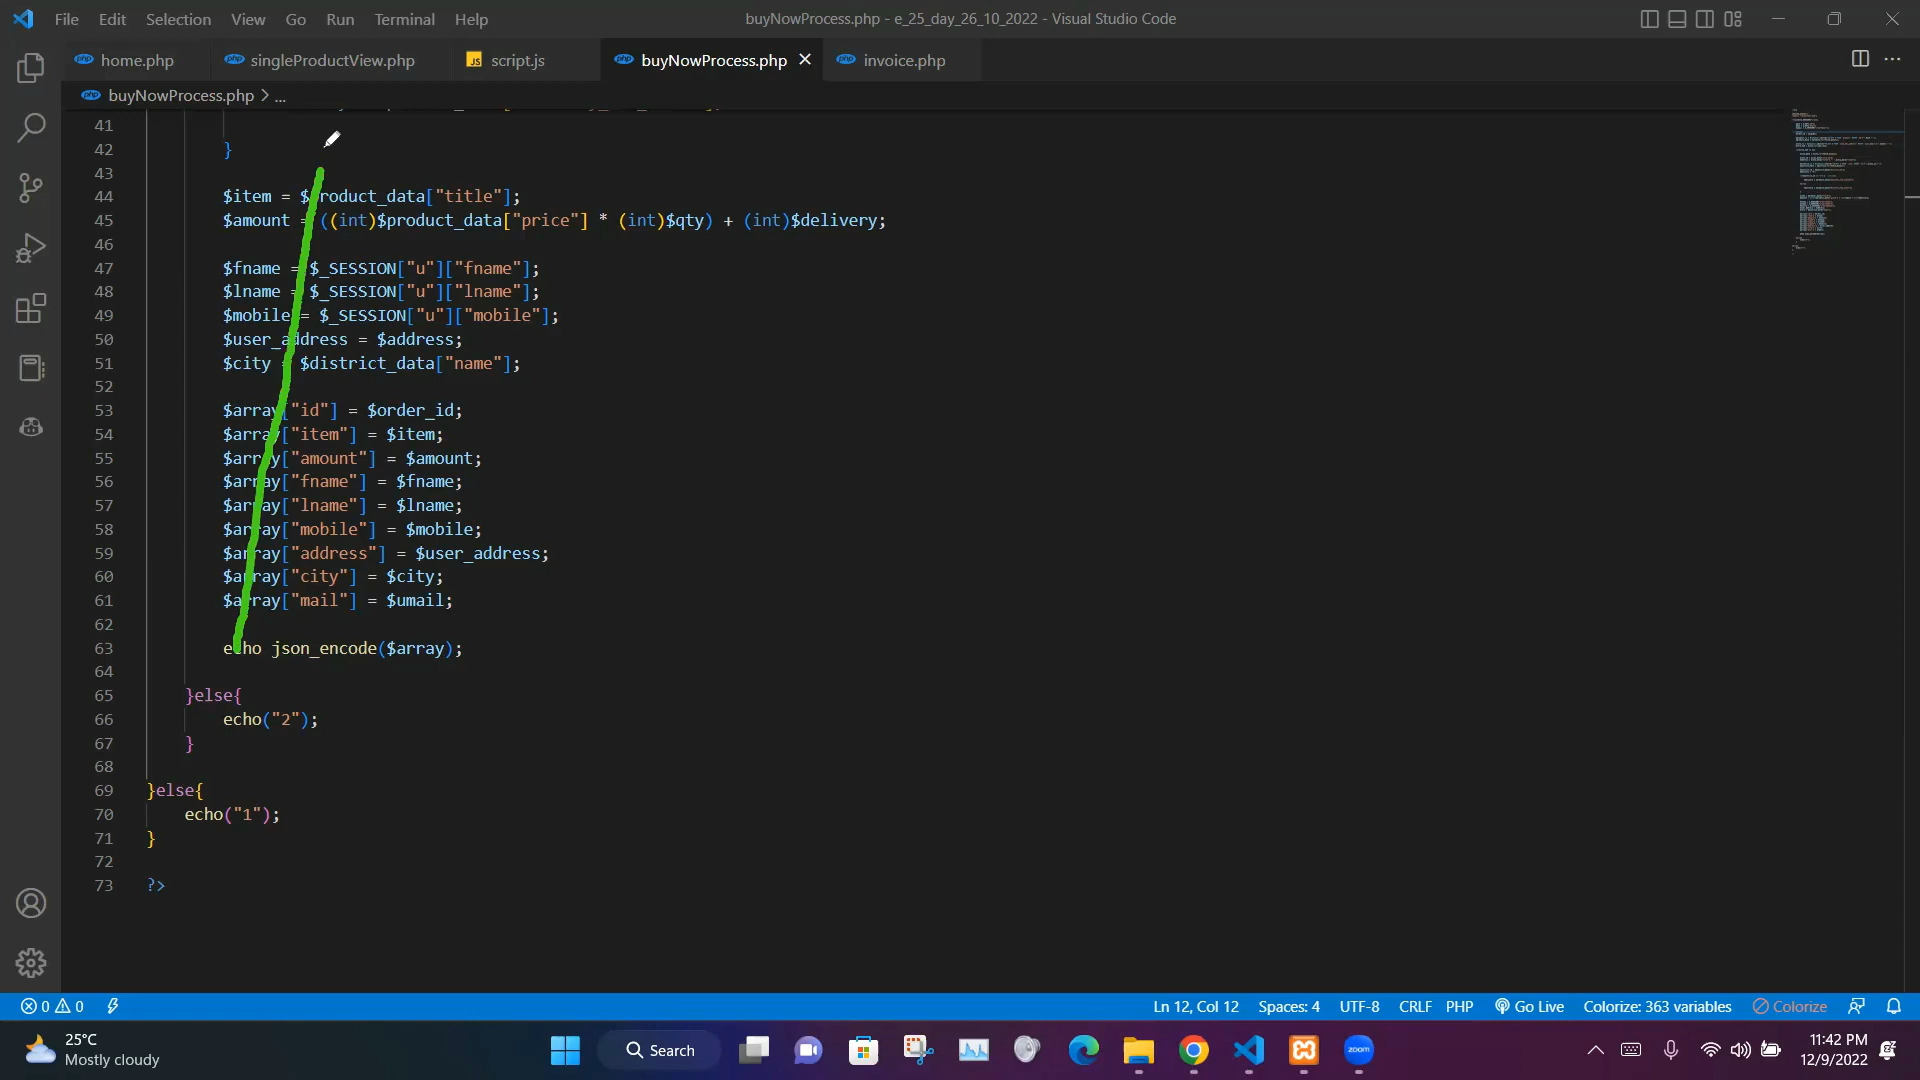 File Edit Selection View Go Run Terminal Help
buyNowProcess.php - e_25_day_26_10_2022 - Visual Studio Code
home.php singleProductView.php script.js buyNowProcess.php invoice.php
buyNowProcess.php > ...
41
42 }
43
44 $item = $product_data["title"];
45 $amount = ((int)$product_data["price"] * (int)$qty) + (int)$delivery;
46
47 $fname = $_SESSION["u"]["fname"];
48 $lname = $_SESSION["u"]["lname"];
49 $mobile = $_SESSION["u"]["mobile"];
50 $user_address = $address;
51 $city = $district_data["name"];
52
53 $array["id"] = $order_id;
54 $array["item"] = $item;
55 $array["amount"] = $amount;
56 $array["fname"] = $fname;
57 $array["lname"] = $lname;
58 $array["mobile"] = $mobile;
59 $array["address"] = $user_address;
60 $array["city"] = $city;
61 $array["mail"] = $umail;
62
63 echo json_encode($array);
64
65 }else{
66 echo("2");
67 }
68
69 }else{
70 echo("1");
71 }
72
73 ?>
0 0 Ln 12, Col 12 Spaces: 4 UTF-8 CRLF PHP Go Live Colorize: 363 variables Colorize
25°C
Mostly cloudy
Search
zoom
11:42 PM
12/9/2022